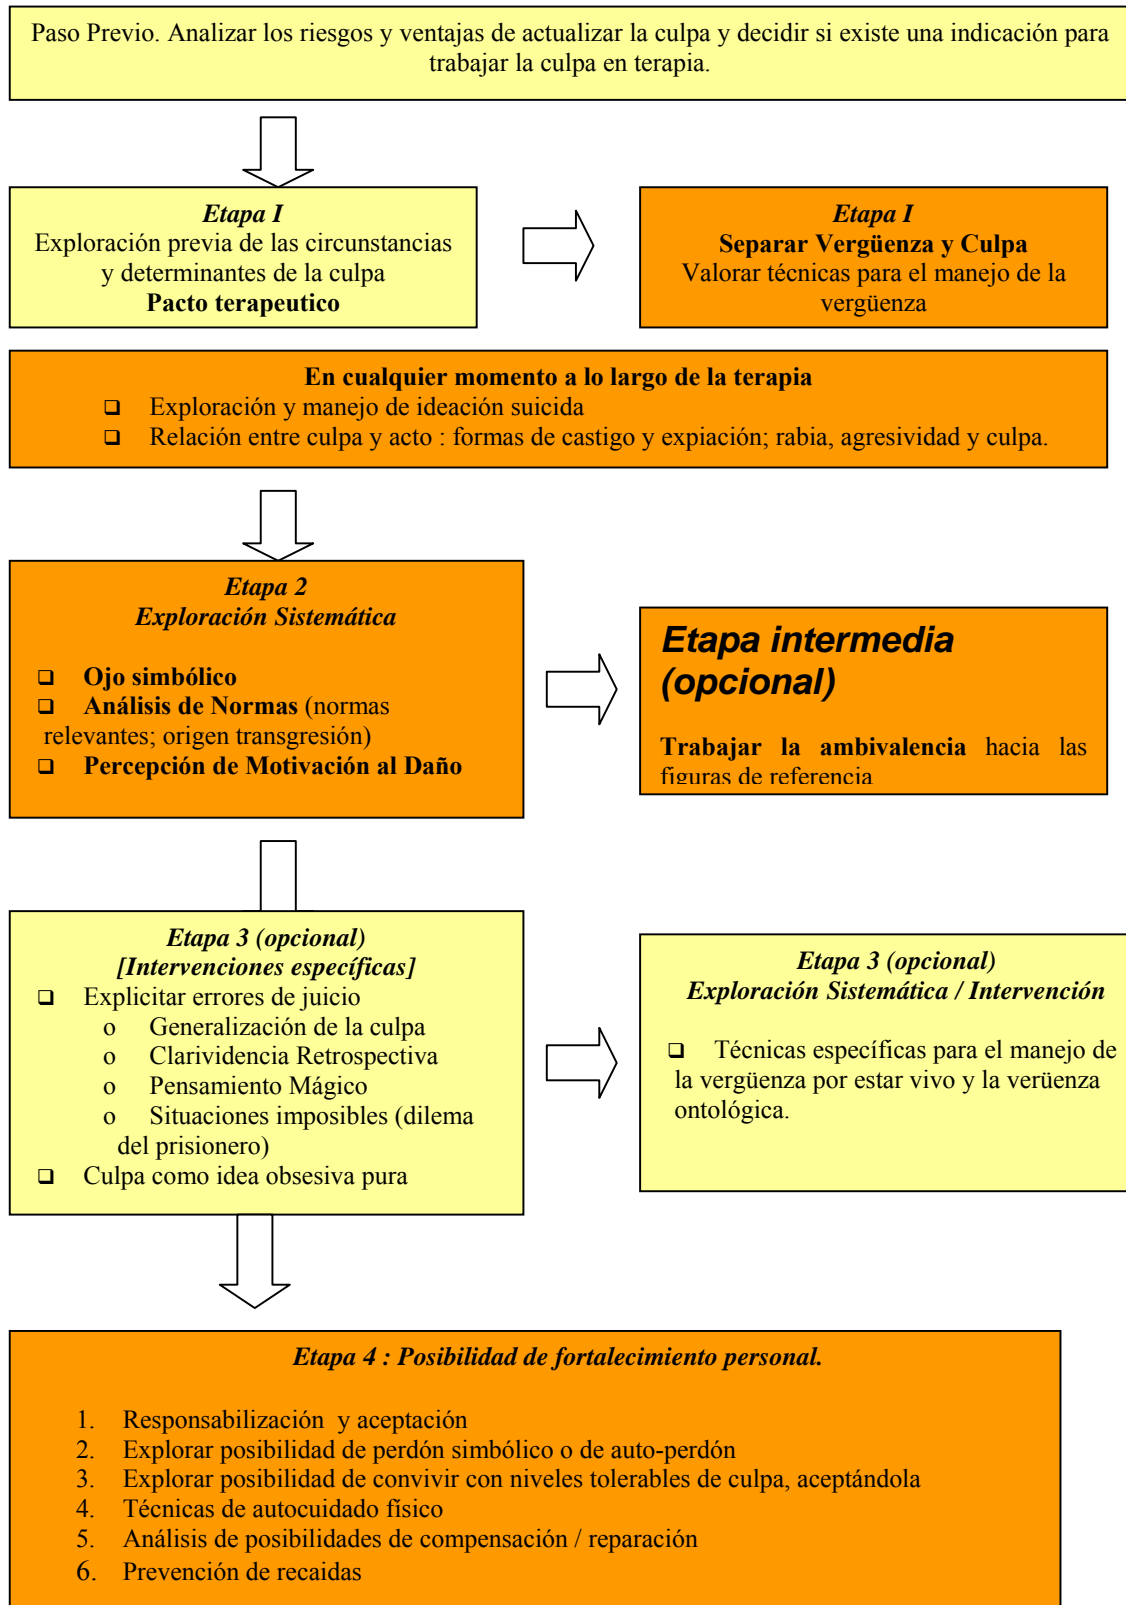 Paso Previo. Analizar los riesgos y ventajas de actualizar la culpa y decidir si existe una indicación para
trabajar la culpa en terapia.
Etapa I
Exploración previa de las circunstancias
y determinantes de la culpa
Pacto terapeutico
Etapa I
Separar Vergüenza y Culpa
Valorar técnicas para el manejo de la
vergüenza
En cualquier momento a lo largo de la terapia
❑ Exploración y manejo de ideación suicida
❑ Relación entre culpa y acto : formas de castigo y expiación; rabia, agresividad y culpa.
Etapa 2
Exploración Sistemática
❑ Ojo simbólico
❑ Análisis de Normas (normas
relevantes; origen transgresión)
❑ Percepción de Motivación al Daño
Etapa intermedia
(opcional)
Trabajar la ambivalencia hacia las
figuras de referencia
Etapa 3 (opcional)
[Intervenciones específicas]
❑ Explicitar errores de juicio
o Generalización de la culpa
o Clarividencia Retrospectiva
o Pensamiento Mágico
o Situaciones imposibles (dilema
del prisionero)
❑ Culpa como idea obsesiva pura
Etapa 3 (opcional)
Exploración Sistemática / Intervención
❑ Técnicas específicas para el manejo de
la vergüenza por estar vivo y la verüenza
ontológica.
Etapa 4 : Posibilidad de fortalecimiento personal.
1. Responsabilización y aceptación
2. Explorar posibilidad de perdón simbólico o de auto-perdón
3. Explorar posibilidad de convivir con niveles tolerables de culpa, aceptándola
4. Técnicas de autocuidado físico
5. Análisis de posibilidades de compensación / reparación
6. Prevención de recaidas